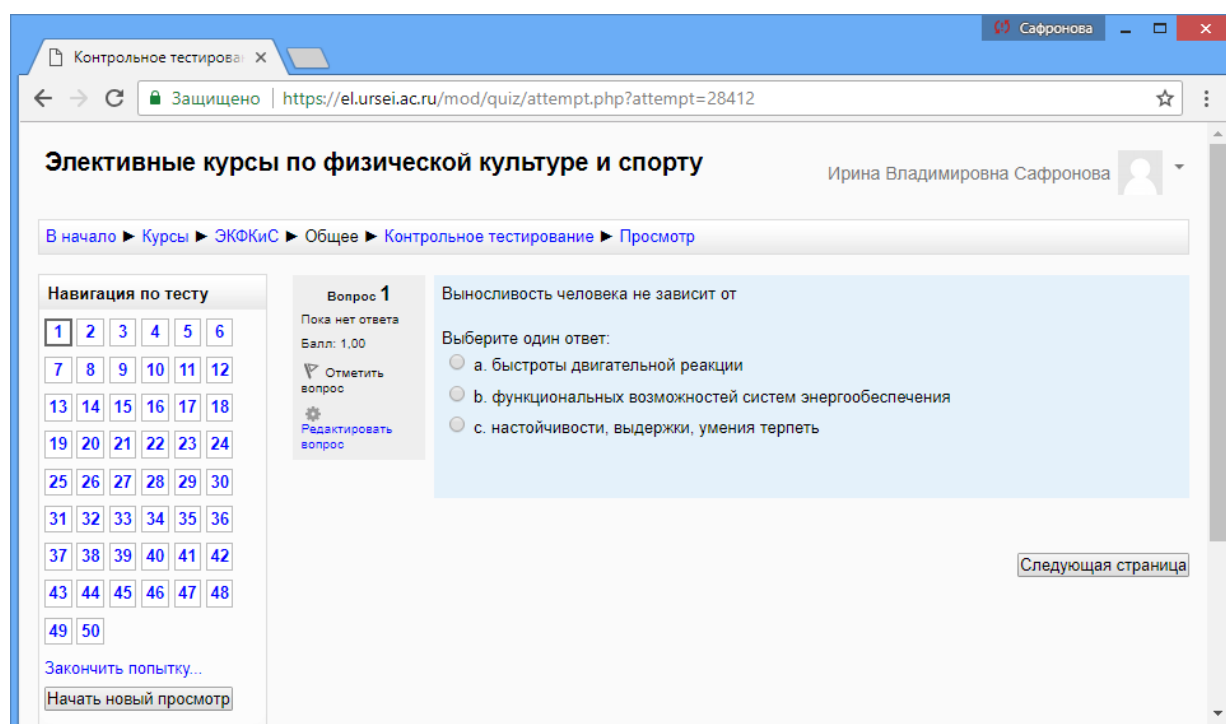 Сафронова
Контрольное тестирова
Защищено
https://el.ursei.ac.ru/mod/quiz/attempt.php?attempt=28412
Элективные курсы по физической культуре и спорту
Ирина Владимировна Сафронова
В начало ► Курсы ► ЭКФКиС ► Общее ► Контрольное тестирование ► Просмотр
Навигация по тесту
1 2 3 4 5 6
7 8 9 10 11 12
13 14 15 16 17 18
19 20 21 22 23 24
25 26 27 28 29 30
31 32 33 34 35 36
37 38 39 40 41 42
43 44 45 46 47 48
49 50
Закончить попытку...
Начать новый просмотр
Вопрос 1
Пока нет ответа
Балл: 1,00
Отметить
вопрос
Редактировать
вопрос
Выносливость человека не зависит от
Выберите один ответ:
a. быстроты двигательной реакции
b. функциональных возможностей систем энергообеспечения
c. настойчивости, выдержки, умения терпеть
Следующая страница